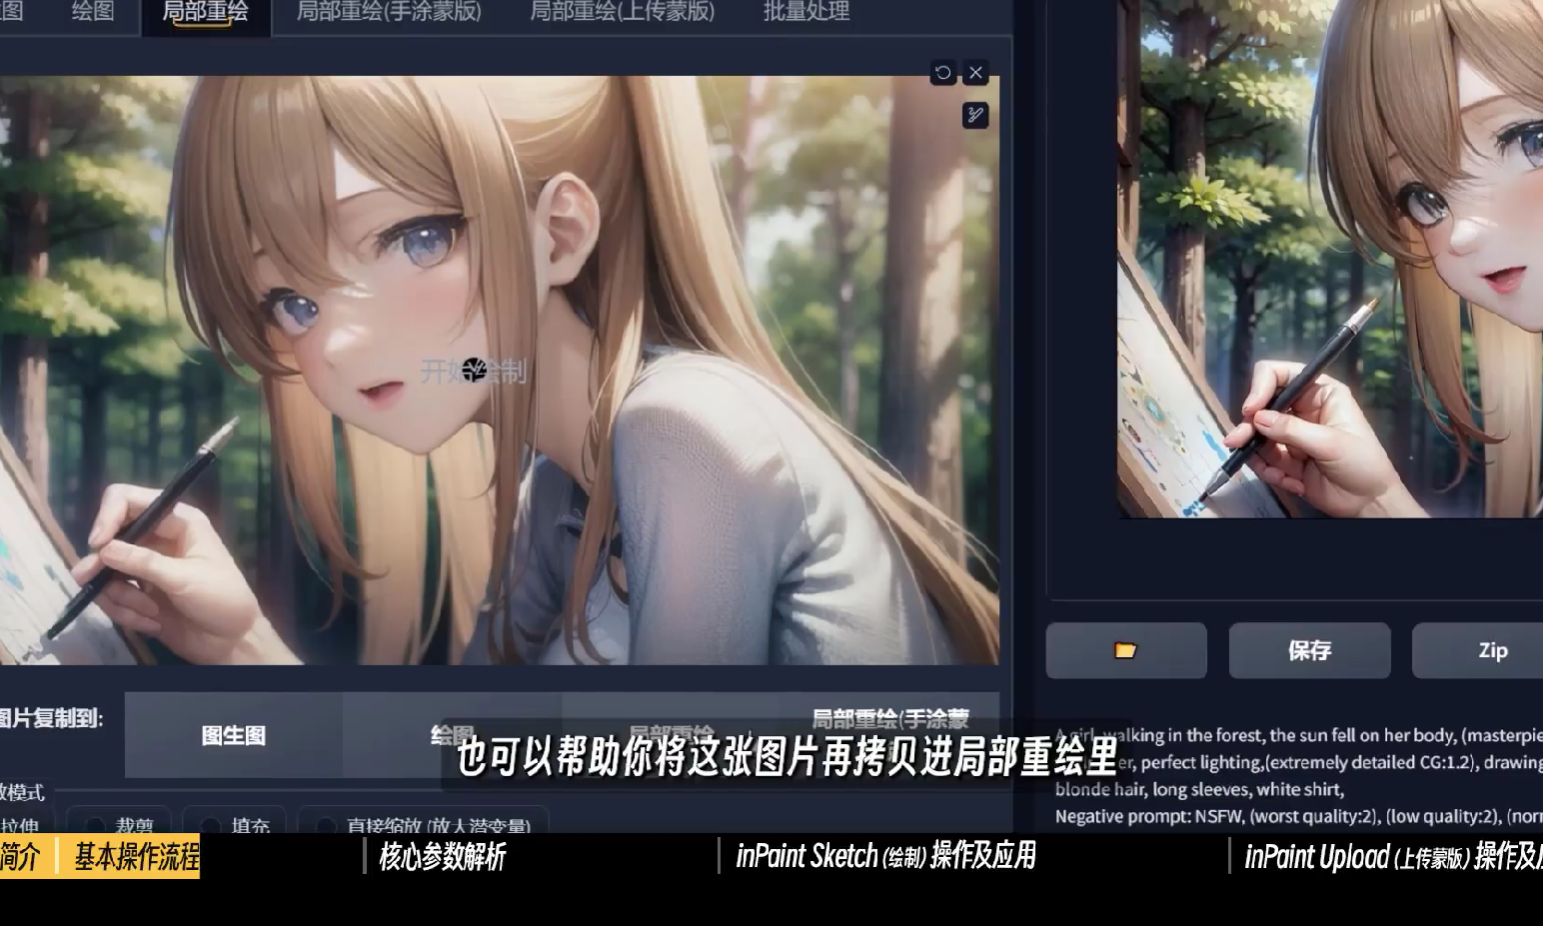 图 绘图 局部重绘 局部重绘(手涂蒙版) 局部重绘(上传蒙版) 批量处理
开始绘制
图片复制到: 图生图 绘图 局部重绘 局部重绘(手涂蒙
保存 Zip
A girl walking in the forest, the sun fell on her body, (masterpie
er, perfect lighting,(extremely detailed CG:1.2), drawing
blonde hair, long sleeves, white shirt,
Negative prompt: NSFW, (worst quality:2), (low quality:2), (nor
也可以帮助你将这张图片再拷贝进局部重绘里
放模式
拉伸 裁剪 填充 直接缩放(放大潜变量)
简介 基本操作流程 核心参数解析 inPaint Sketch (绘制) 操作及应用 inPaint Upload (上传蒙版) 操作及应